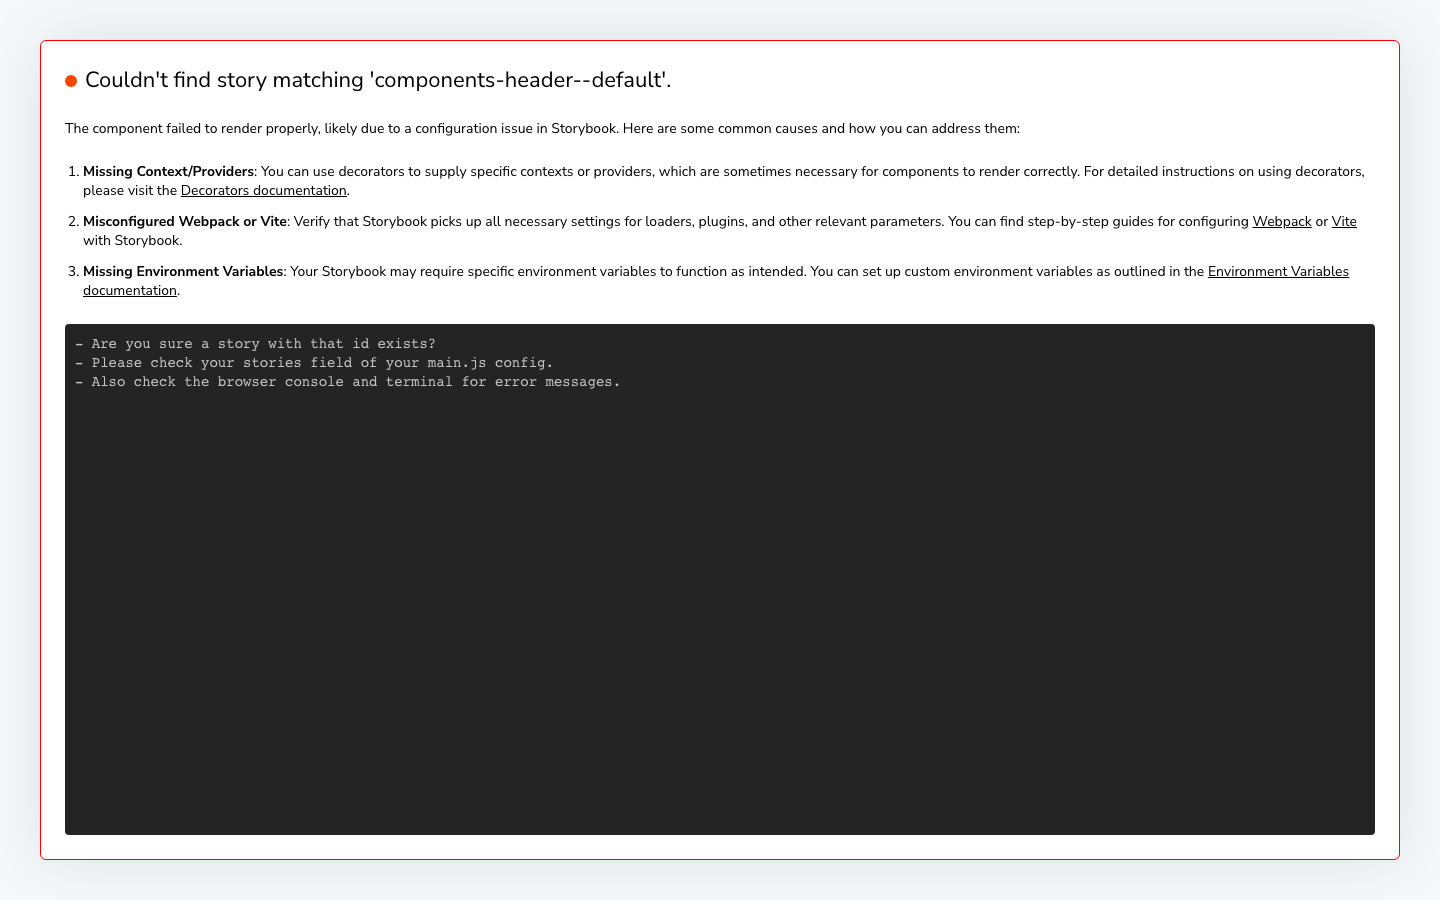 Couldn't find story matching 'components-header--default'.
The component failed to render properly, likely due to a configuration issue in Storybook. Here are some common causes and how you can address them:
1. Missing Context/Providers: You can use decorators to supply specific contexts or providers, which are sometimes necessary for components to render correctly. For detailed instructions on using decorators,
please visit the Decorators documentation.
2. Misconfigured Webpack or Vite: Verify that Storybook picks up all necessary settings for loaders, plugins, and other relevant parameters. You can find step-by-step guides for configuring Webpack or Vite
with Storybook.
3. Missing Environment Variables: Your Storybook may require specific environment variables to function as intended. You can set up custom environment variables as outlined in the Environment Variables
documentation.
- Are you sure a story with that id exists?
- Please check your stories field of your main.js config.
- Also check the browser console and terminal for error messages.